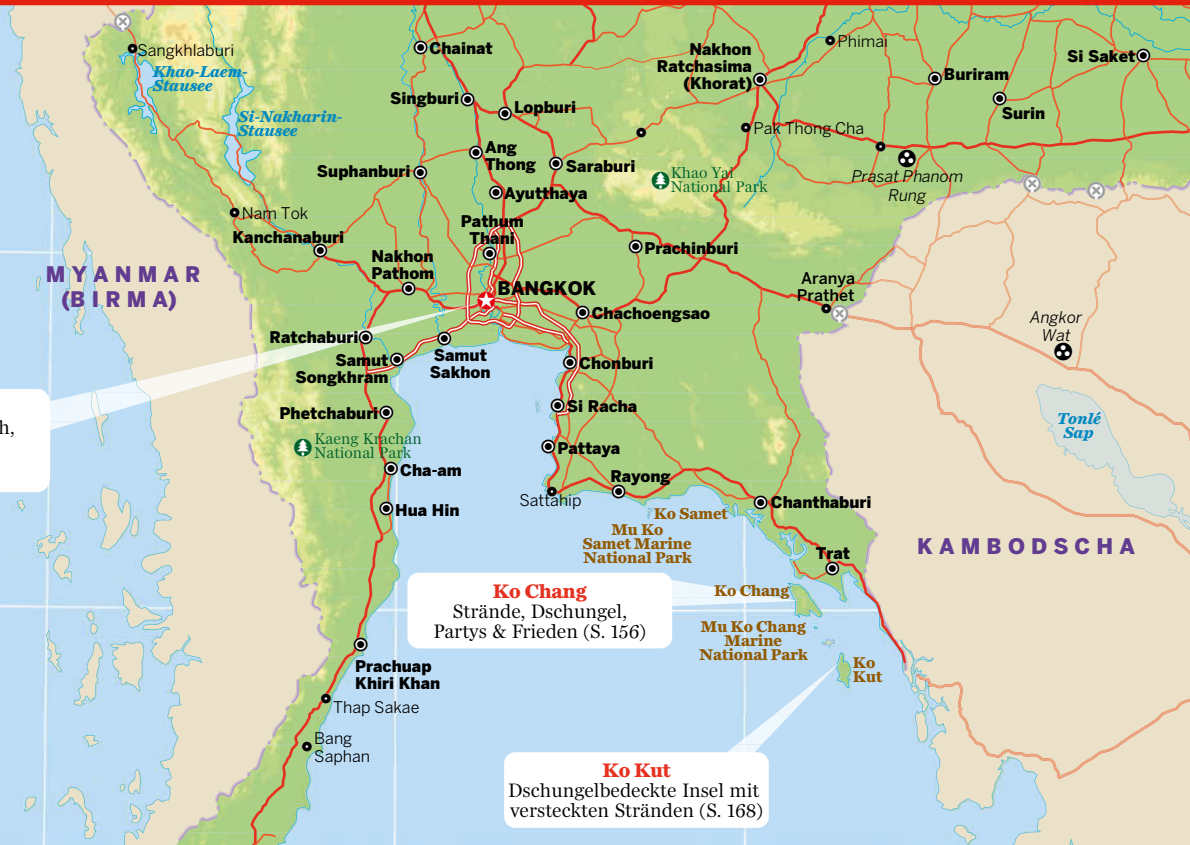 Sangkhlaburi
Khao-Laem-
Stausee
Si-Nakharin-
Stausee
Chainat
Singburi
Lopburi
Nakhon
Ratchasima
(Khorat)
Phimai
Buriram
Si Saket
Surin
Pak Thong Cha
Prasat Phanom
Rung
Ang
Thong
Saraburi
Khao Yai
National Park
Suphanburi
Ayutthaya
Nam Tok
Kanchanaburi
Pathum
Thani
Nakhon
Pathom
Prachinburi
MYANMAR
(BIRMA)
BANGKOK
Aranya
Prathet
Chachoengsao
Angkor
Wat
Ratchaburi
Samut
Songkhram
Samut
Sakhon
Chonburi
h,
Phetchaburi
Si Racha
Tonlé
Sap
Kaeng Krachan
National Park
Pattaya
Cha-am
Rayong
Sattahip
Hua Hin
Ko Samet
Chanthaburi
Mu Ko
Samet Marine
National Park
Trat
KAMBODSCHA
Ko Chang
Strände, Dschungel,
Partys & Frieden (S. 156)
Ko Chang
Mu Ko Chang
Marine
National Park
Ko
Kut
Prachuap
Khiri Khan
Thap Sakae
Bang
Saphan
Ko Kut
Dschungelbedeckte Insel mit
versteckten Stränden (S. 168)